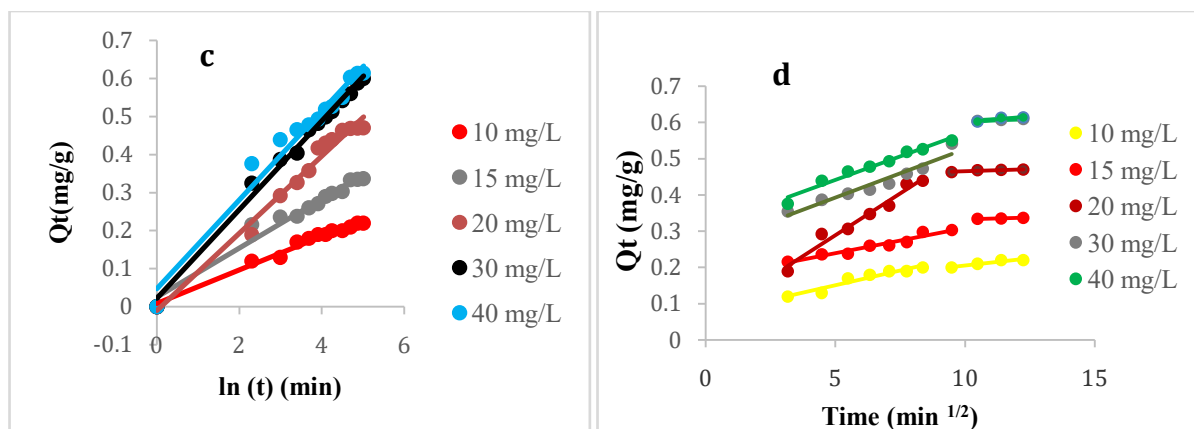 c
Qt(mg/g)
0.7
0.6
0.5
0.4
0.3
0.2
0.1
0
-0.1
0
2
4
6
ln (t) (min)
10 mg/L
15 mg/L
20 mg/L
30 mg/L
40 mg/L
d
Qt (mg/g)
0.7
0.6
0.5
0.4
0.3
0.2
0.1
0
0
5
10
15
Time (min ^1/2)
10 mg/L
15 mg/L
20 mg/L
30 mg/L
40 mg/L